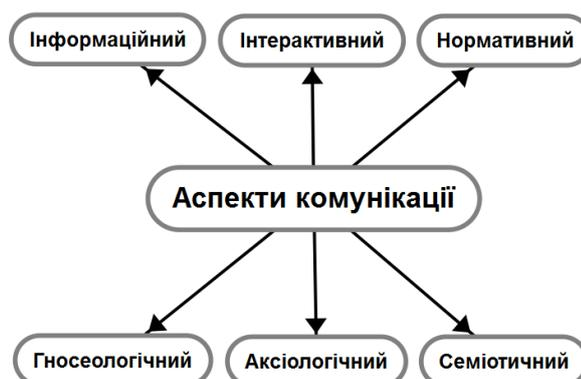 Інформаційний
Інтерактивний
Нормативний
Аспекти комунікації
Гносеологічний
Аксіологічний
Семіотичний